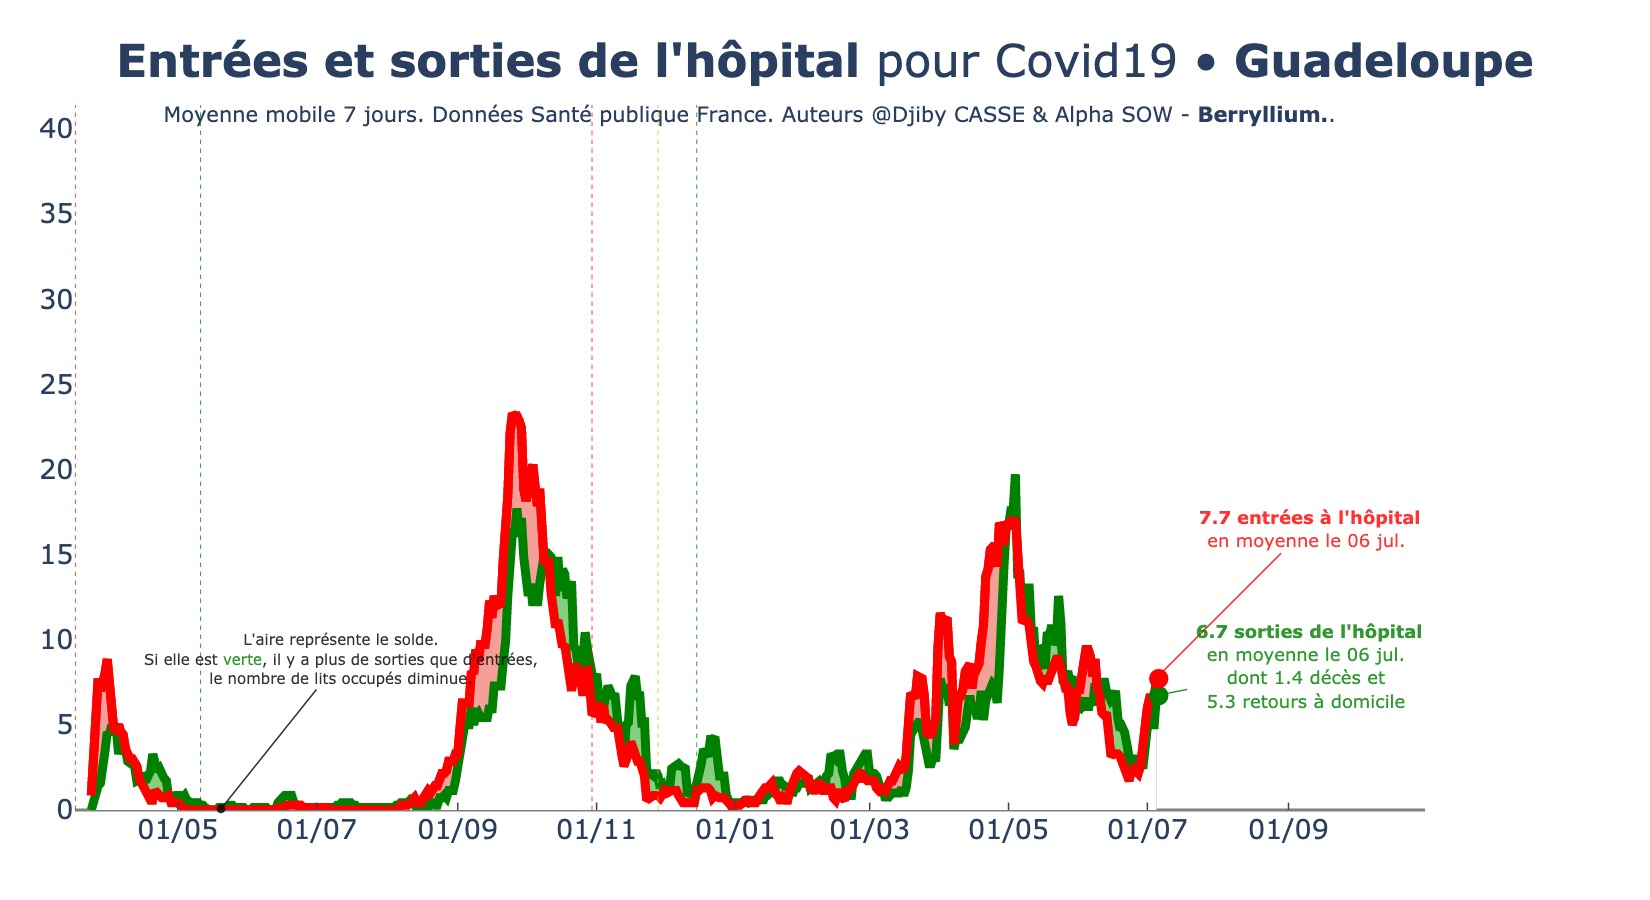 Entrées et sorties de l'hôpital pour Covid19 • Guadeloupe
Moyenne mobile 7 jours. Données Santé publique France. Auteurs @Djiby CASSE & Alpha SOW - Berryllium..
40
35
30
25
20
15
10
5
0
L'aire représente le solde.
Si elle est verte, il y a plus de sorties que d'entrées,
le nombre de lits occupés diminue.
7.7 entrées à l'hôpital
en moyenne le 06 jul.
6.7 sorties de l'hôpital
en moyenne le 06 jul.
dont 1.4 décès et
5.3 retours à domicile
01/05 01/07 01/09 01/11 01/01 01/03 01/05 01/07 01/09